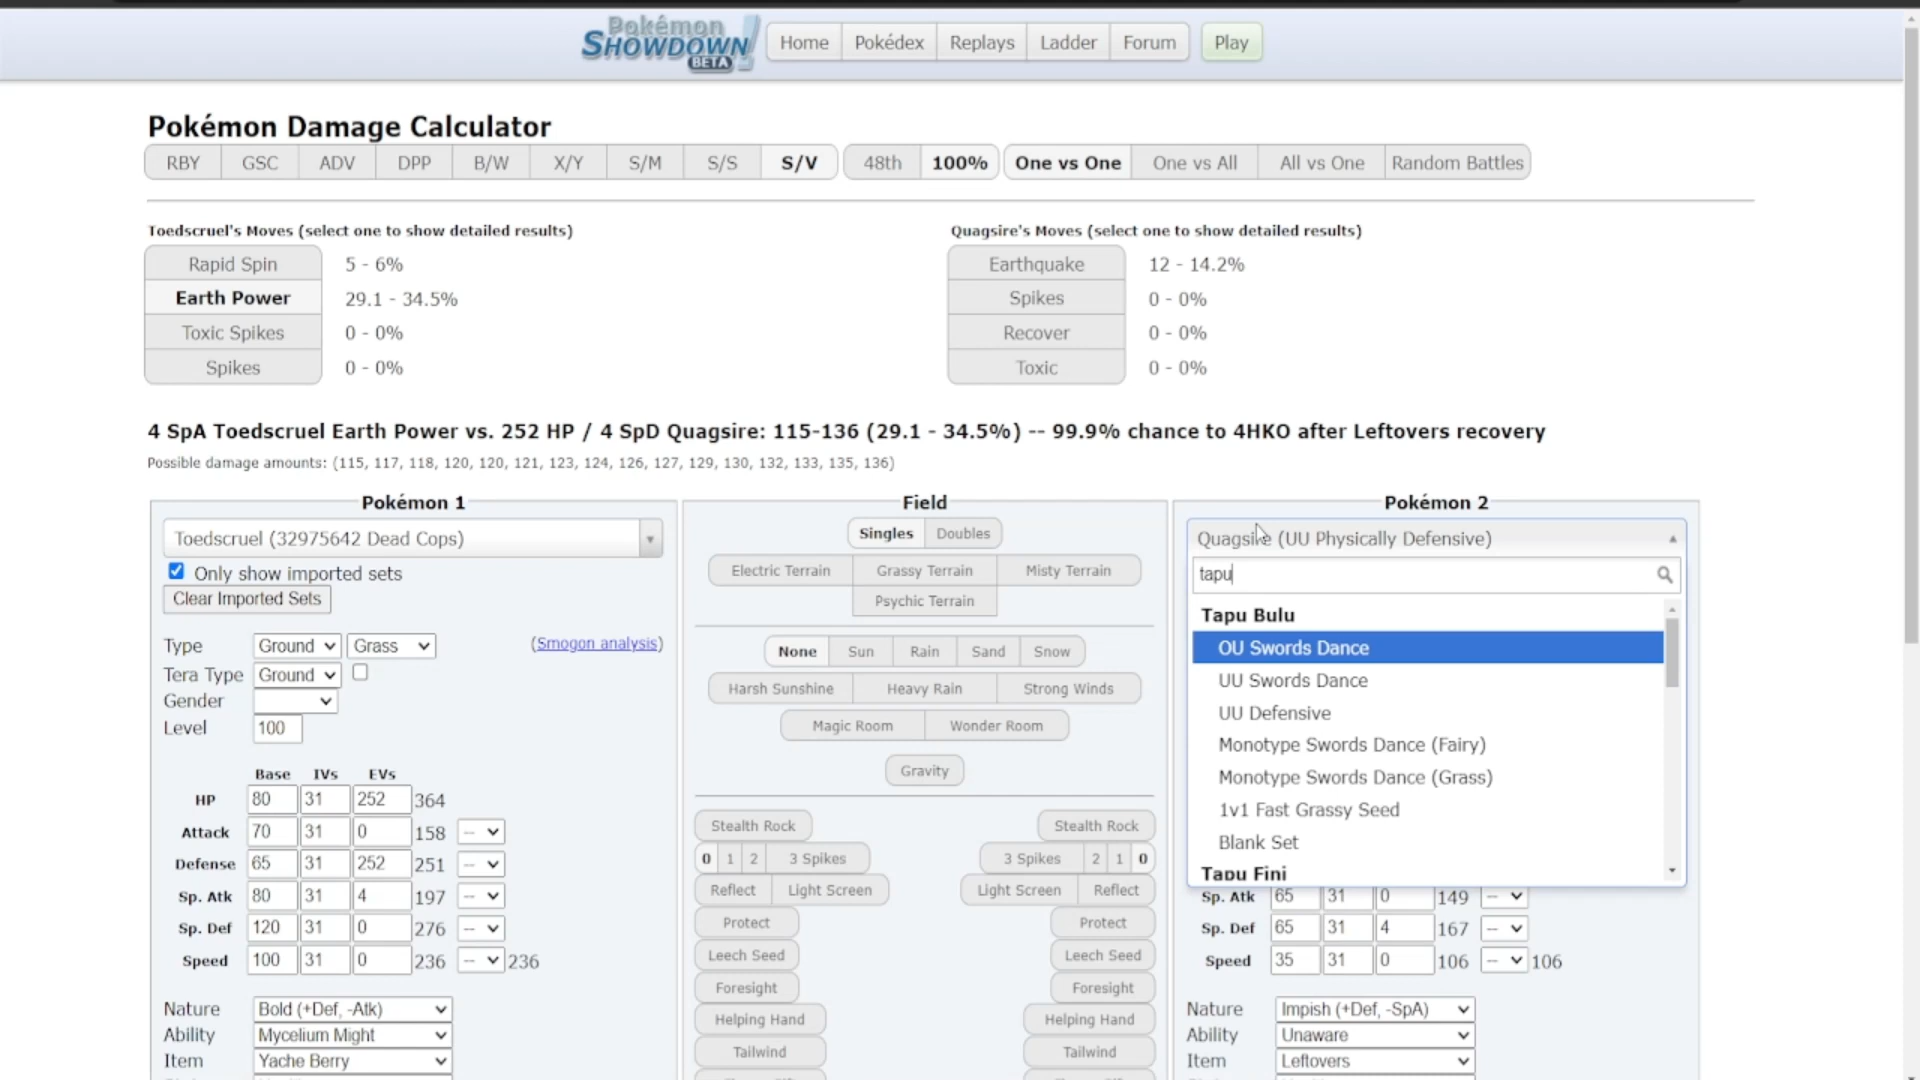 Pokémon
SHOWDOWN!
BETA
Home Pokédex Replays Ladder Forum Play
Pokémon Damage Calculator
RBY GSC ADV DPP B/W X/Y S/M S/S S/V 48th 100% One vs One One vs All All vs One Random Battles
Toedscruel's Moves (select one to show detailed results)
Rapid Spin 5 - 6%
Earth Power 29.1 - 34.5%
Toxic Spikes 0 - 0%
Spikes 0 - 0%
Quagsire's Moves (select one to show detailed results)
Earthquake 12 - 14.2%
Spikes 0 - 0%
Recover 0 - 0%
Toxic 0 - 0%
4 SpA Toedscruel Earth Power vs. 252 HP / 4 SpD Quagsire: 115-136 (29.1 - 34.5%) -- 99.9% chance to 4HKO after Leftovers recovery
Possible damage amounts: (115, 117, 118, 120, 120, 121, 123, 124, 126, 127, 129, 130, 132, 133, 135, 136)
Pokémon 1
Toedscruel (32975642 Dead Cops)
Only show imported sets
Clear Imported Sets
Type Ground Grass (Smogon analysis)
Tera Type Ground
Gender
Level 100
Base IVs EVs
HP 80 31 252 364
Attack 70 31 0 158 --
Defense 65 31 252 251 --
Sp. Atk 80 31 4 197 --
Sp. Def 120 31 0 276 --
Speed 100 31 0 236 -- 236
Nature Bold (+Def, -Atk)
Ability Mycelium Might
Item Yache Berry
Field
Singles Doubles
Electric Terrain Grassy Terrain Misty Terrain
Psychic Terrain
None Sun Rain Sand Snow
Harsh Sunshine Heavy Rain Strong Winds
Magic Room Wonder Room
Gravity
Stealth Rock Stealth Rock
0 1 2 3 Spikes 3 Spikes 2 1 0
Reflect Light Screen Light Screen Reflect
Protect Protect
Leech Seed Leech Seed
Foresight Foresight
Helping Hand Helping Hand
Tailwind Tailwind
Pokémon 2
Quagsire (UU Physically Defensive)
tapu
Tapu Bulu
OU Swords Dance
UU Swords Dance
UU Defensive
Monotype Swords Dance (Fairy)
Monotype Swords Dance (Grass)
1v1 Fast Grassy Seed
Blank Set
Tapu Fini
Sp. Atk 65 31 0 149 --
Sp. Def 65 31 4 167 --
Speed 35 31 0 106 -- 106
Nature Impish (+Def, -SpA)
Ability Unaware
Item Leftovers